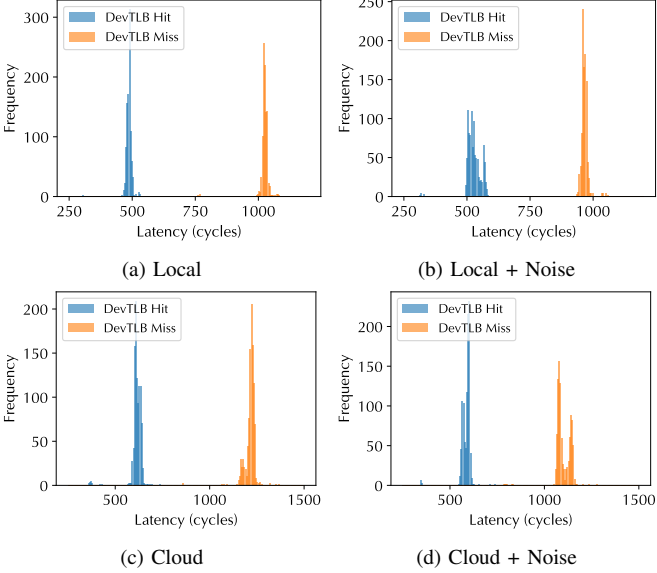 DevTLB Hit
DevTLB Miss
Frequency
300
200
100
0
250 500 750 1000
Latency (cycles)
(a) Local
DevTLB Hit
DevTLB Miss
Frequency
250
200
150
100
50
0
250 500 750 1000
Latency (cycles)
(b) Local + Noise
DevTLB Hit
DevTLB Miss
Frequency
200
150
100
50
0
500 1000 1500
Latency (cycles)
(c) Cloud
DevTLB Hit
DevTLB Miss
Frequency
200
150
100
50
0
500 1000 1500
Latency (cycles)
(d) Cloud + Noise